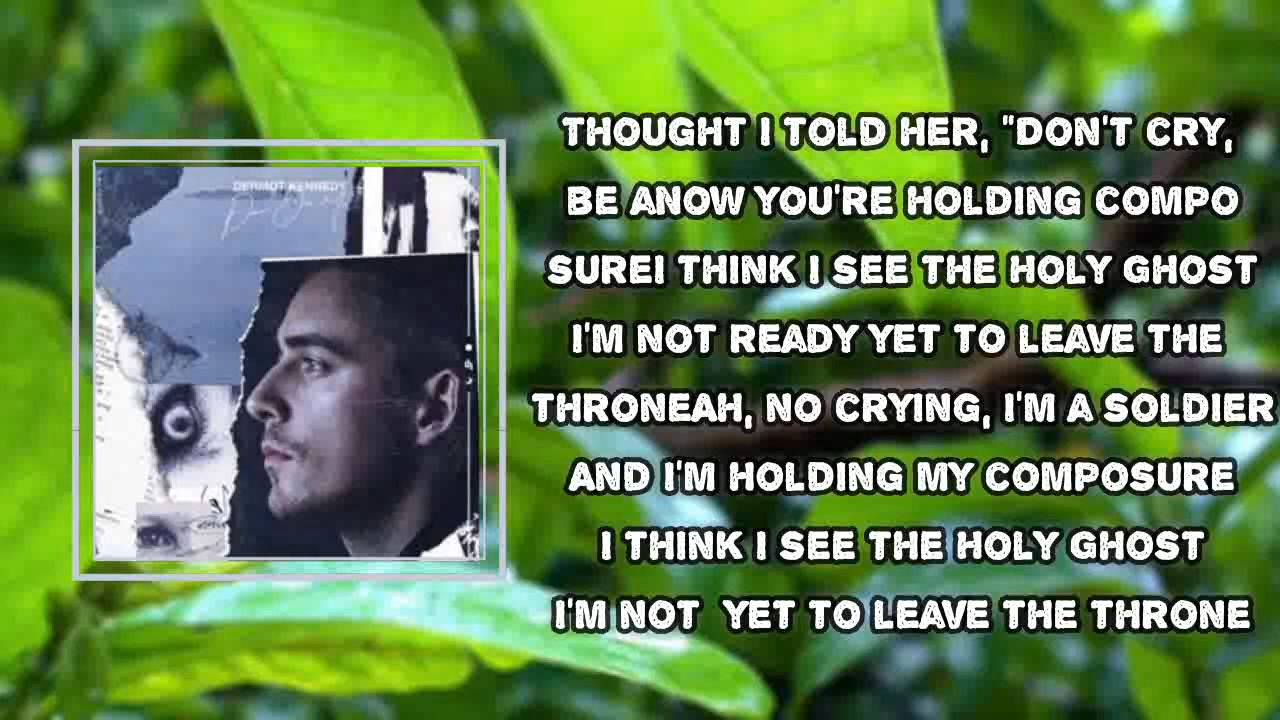 DERMOT KENNEDY
THOUGHT I TOLD HER, "DON'T CRY,
BE ANOW YOU'RE HOLDING COMPO
SUREI THINK I SEE THE HOLY GHOST
I'M NOT READY YET TO LEAVE THE
THRONEAH, NO CRYING, I'M A SOLDIER
AND I'M HOLDING MY COMPOSURE
I THINK I SEE THE HOLY GHOST
I'M NOT YET TO LEAVE THE THRONE